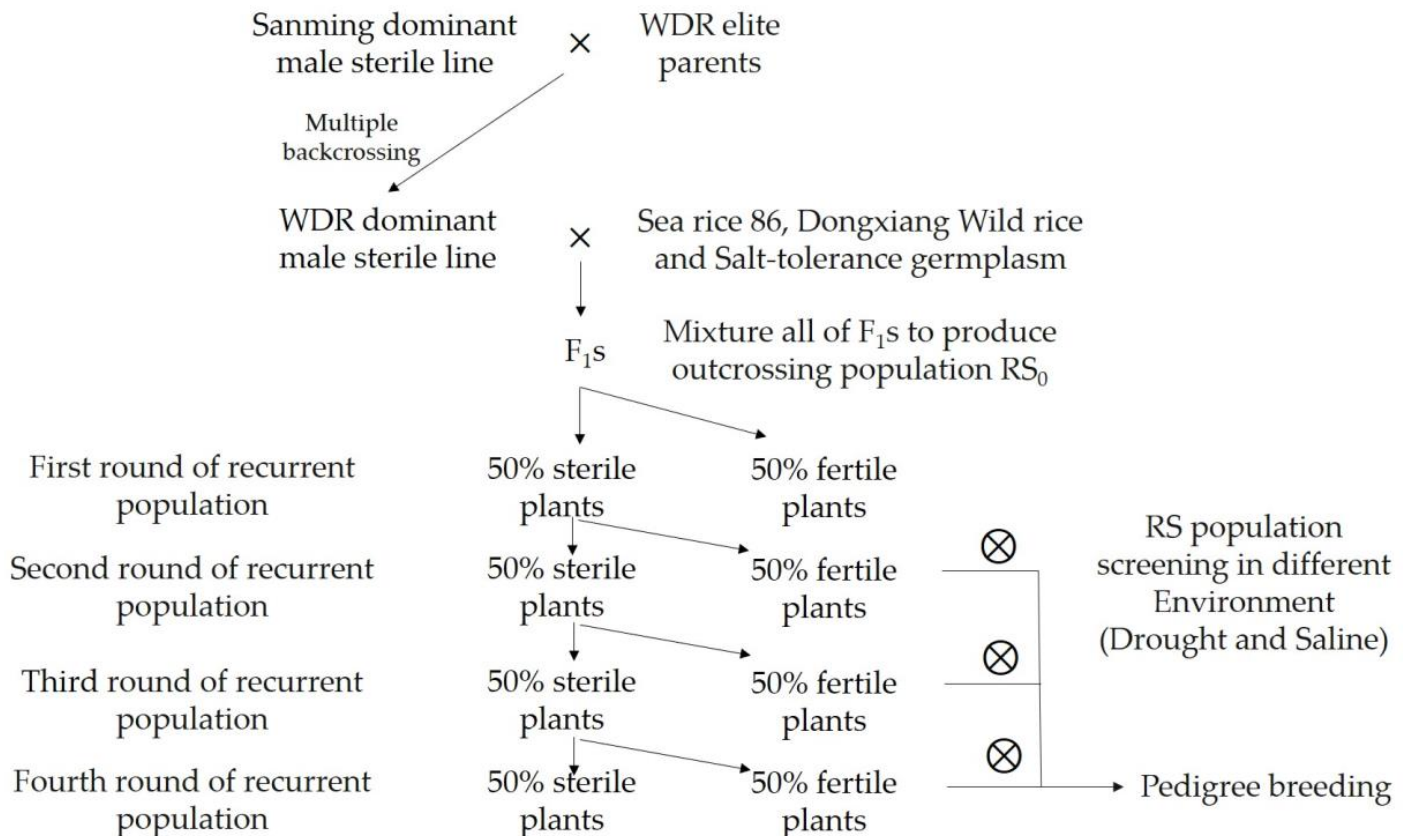 Sanming dominant
male sterile line
×
WDR elite
parents
Multiple
backcrossing
WDR dominant
male sterile line
×
Sea rice 86, Dongxiang Wild rice
and Salt-tolerance germplasm
F₁s
Mixture all of F₁s to produce
outcrossing population RS₀
First round of recurrent
population
50% sterile
plants
50% fertile
plants
Second round of recurrent
population
50% sterile
plants
50% fertile
plants
⊗
RS population
screening in different
Environment
(Drought and Saline)
Third round of recurrent
population
50% sterile
plants
50% fertile
plants
⊗
Fourth round of recurrent
population
50% sterile
plants
50% fertile
plants
⊗
Pedigree breeding